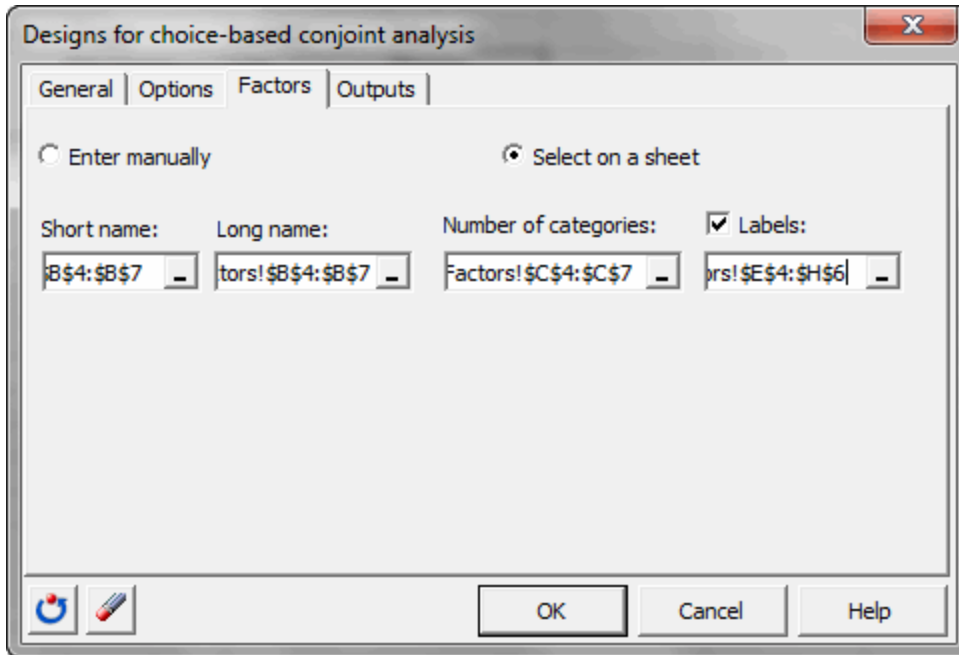 Designs for choice-based conjoint analysis
General Options Factors Outputs
Enter manually Select on a sheet
Short name: Long name: Number of categories: Labels:
$B$4:$B$7 tors!$B$4:$B$7 Factors!$C$4:$C$7 ors!$E$4:$H$6
OK Cancel Help